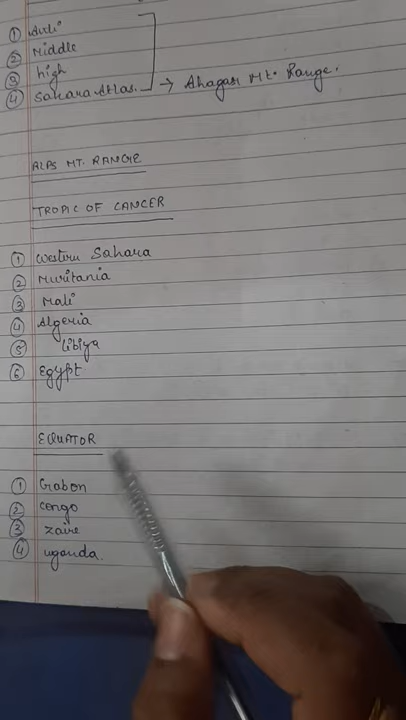 ① Anti
② Middle
③ high
④ Sahara Atlas. → Ahagar Mt. Range.
ALPS MT. RANGE
TROPIC OF CANCER
① Western Sahara
② Muritania
③ Mali
④ Algeria
⑤ Libiya
⑥ Egypt
EQUATOR
① Gabon
② Congo
③ Zaire
④ uganda.